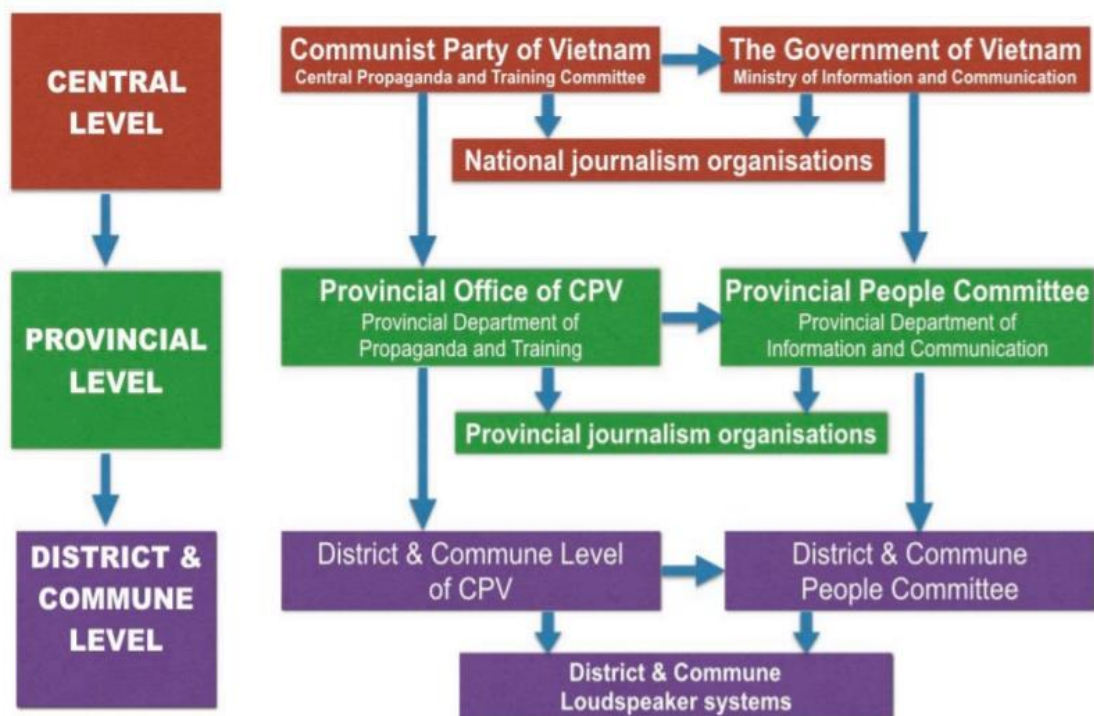 CENTRAL
LEVEL
Communist Party of Vietnam
Central Propaganda and Training Committee
The Government of Vietnam
Ministry of Information and Communication
National journalism organisations
PROVINCIAL
LEVEL
Provincial Office of CPV
Provincial Department of
Propaganda and Training
Provincial People Committee
Provincial Department of
Information and Communication
Provincial journalism organisations
DISTRICT &
COMMUNE
LEVEL
District & Commune Level
of CPV
District & Commune
People Committee
District & Commune
Loudspeaker systems